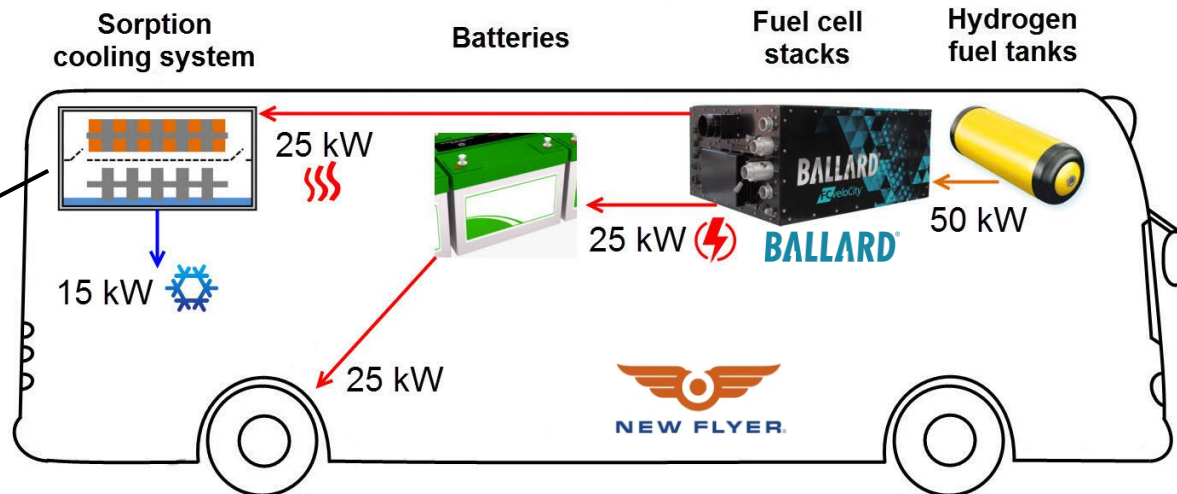 Sorption
cooling system
Batteries
Fuel cell
stacks
Hydrogen
fuel tanks
25 kW
BALLARD
FCveloCity
25 kW
BALLARD®
50 kW
15 kW
25 kW
NEW FLYER®